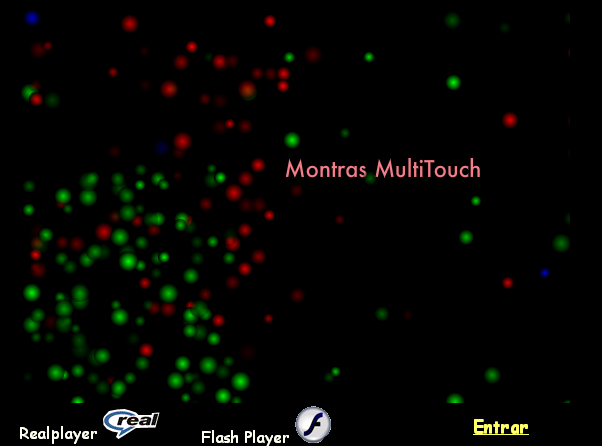 Montras MultiTouch
Realplayer
real
Flash Player
f
Entrar